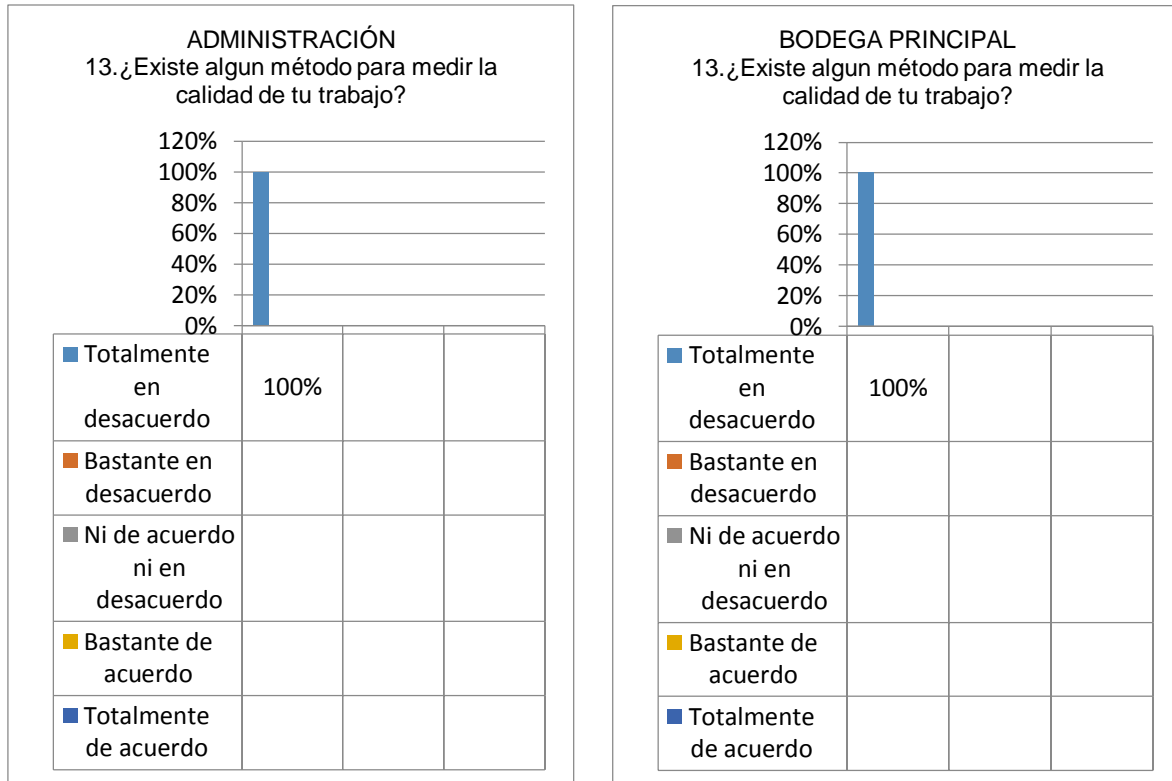 ADMINISTRACIÓN
13.¿Existe algun método para medir la
calidad de tu trabajo?
120%
100%
80%
60%
40%
20%
0%
Totalmente
en
desacuerdo
100%
Bastante en
desacuerdo
Ni de acuerdo
ni en
desacuerdo
Bastante de
acuerdo
Totalmente
de acuerdo
BODEGA PRINCIPAL
13.¿Existe algun método para medir la
calidad de tu trabajo?
120%
100%
80%
60%
40%
20%
0%
Totalmente
en
desacuerdo
100%
Bastante en
desacuerdo
Ni de acuerdo
ni en
desacuerdo
Bastante de
acuerdo
Totalmente
de acuerdo